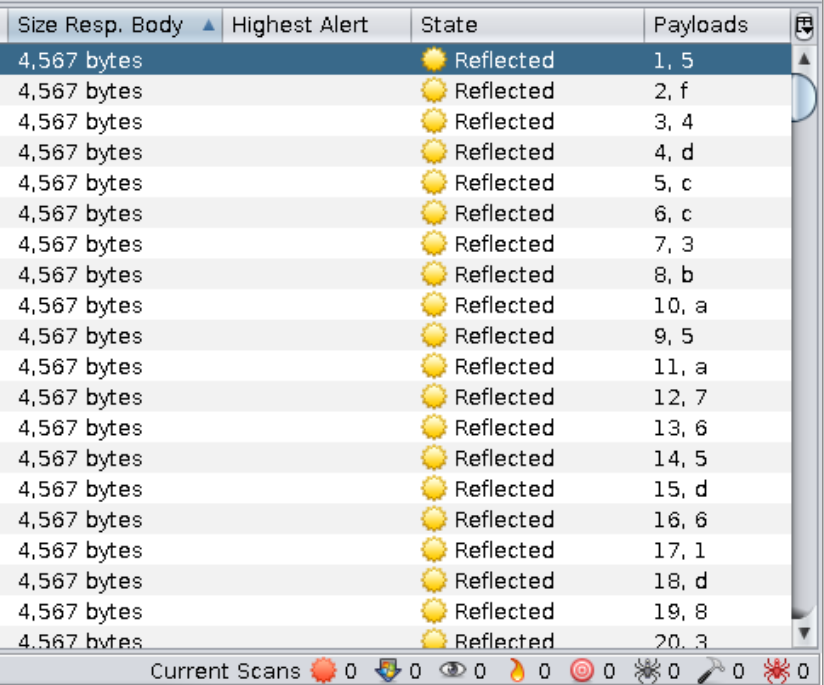 Size Resp. Body Highest Alert State Payloads
4,567 bytes Reflected 1, 5
4,567 bytes Reflected 2, f
4,567 bytes Reflected 3, 4
4,567 bytes Reflected 4, d
4,567 bytes Reflected 5, c
4,567 bytes Reflected 6, c
4,567 bytes Reflected 7, 3
4,567 bytes Reflected 8, b
4,567 bytes Reflected 10, a
4,567 bytes Reflected 9, 5
4,567 bytes Reflected 11, a
4,567 bytes Reflected 12, 7
4,567 bytes Reflected 13, 6
4,567 bytes Reflected 14, 5
4,567 bytes Reflected 15, d
4,567 bytes Reflected 16, 6
4,567 bytes Reflected 17, 1
4,567 bytes Reflected 18, d
4,567 bytes Reflected 19, 8
4,567 bytes Reflected 20, 3
Current Scans 0 0 0 0 0 0 0 0